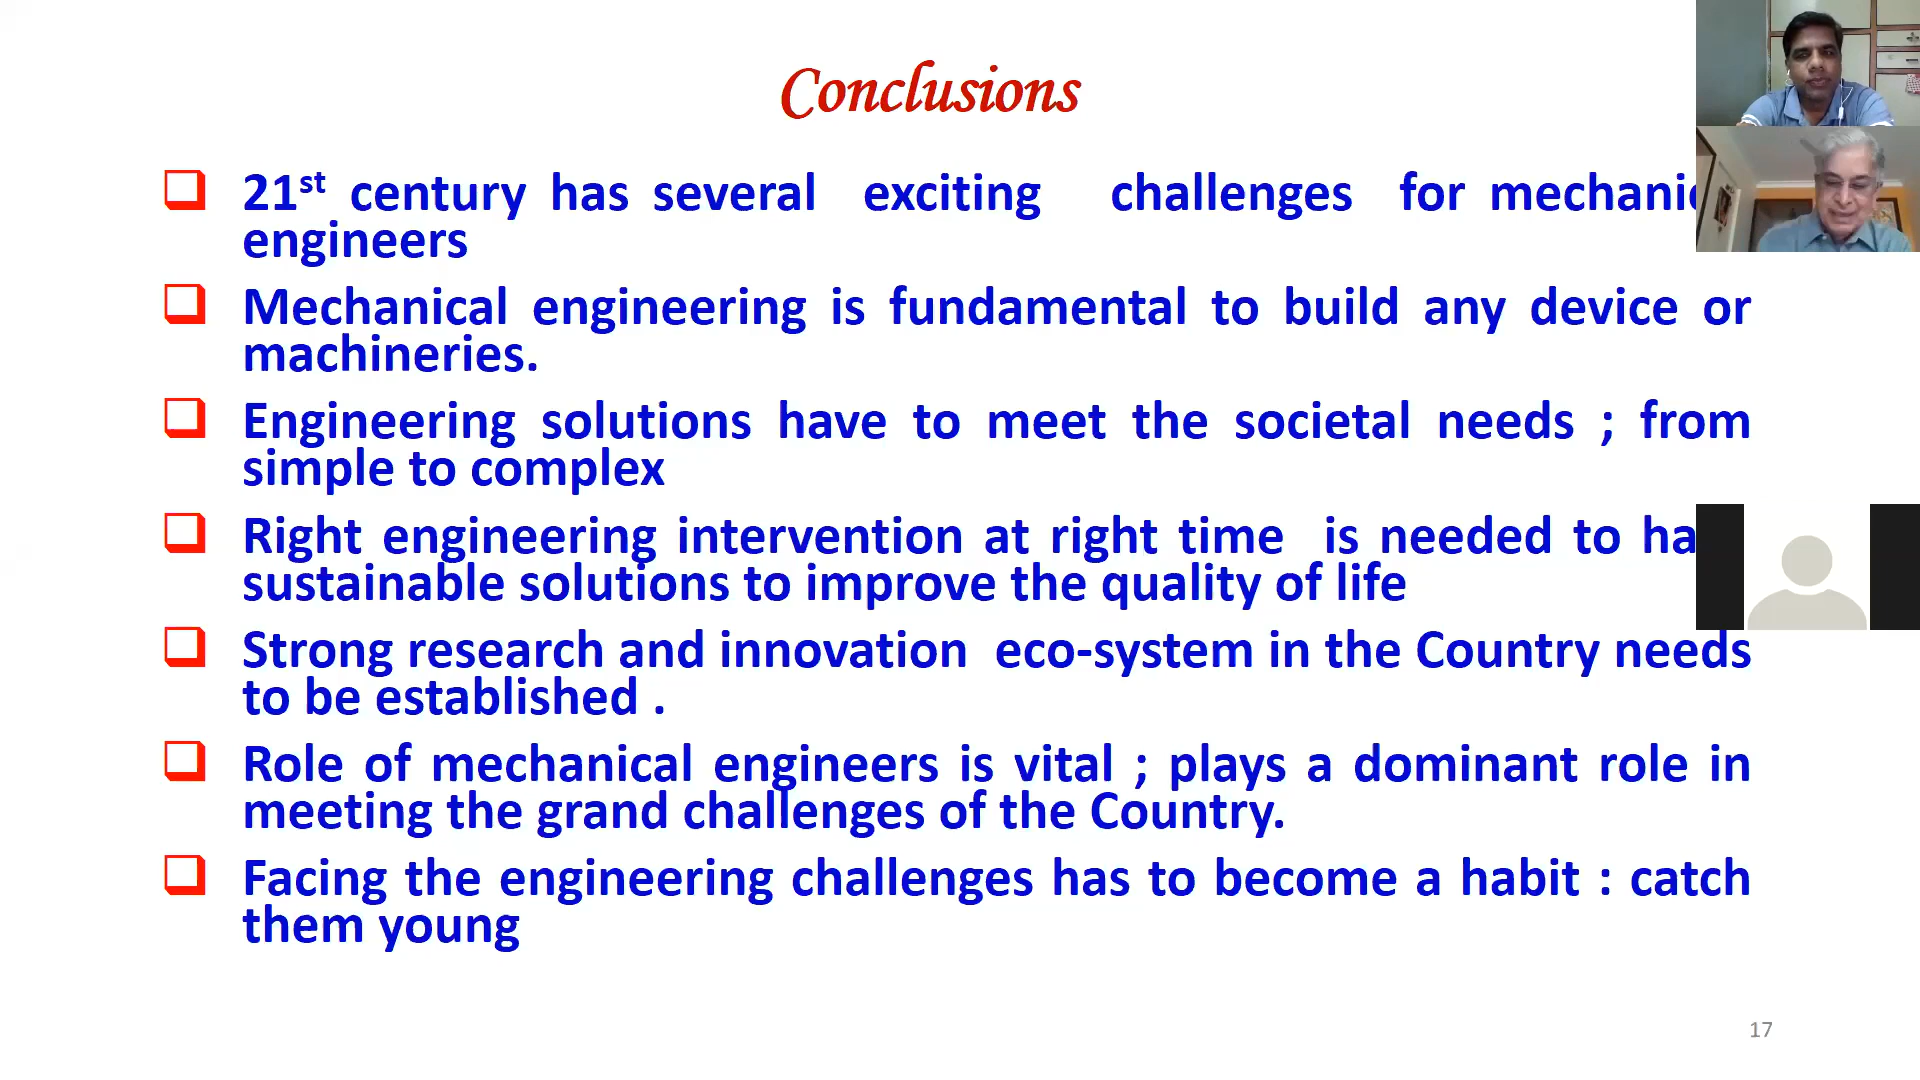 Conclusions
21st century has several exciting challenges for
engineers
Mechanical engineering is fundamental to build any device or
machineries.
Engineering solutions have to meet the societal needs ; from
simple to complex
Right engineering intervention at right time is needed to
sustainable solutions to improve the quality of life
Strong research and innovation eco-system in the Country needs
to be established .
Role of mechanical engineers is vital ; plays a dominant role in
meeting the grand challenges of the Country.
Facing the engineering challenges has to become a habit : catch
them young
17